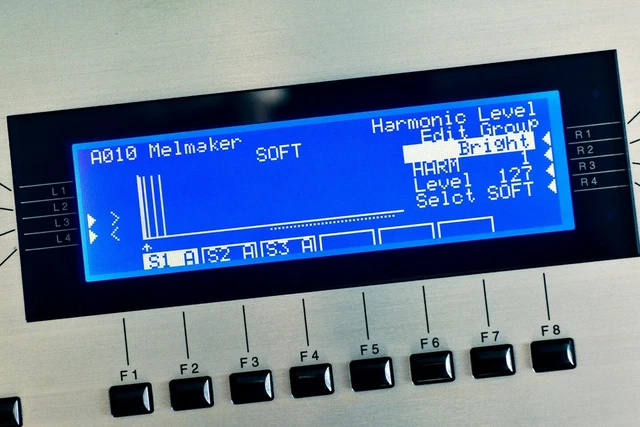 Harmonic Level
A010 Melmaker
SOFT
Edit Group
Bright
HARM 1
Level 127
Selct SOFT
S1 A S2 A S3 A
L1
L2
L3
L4
R1
R2
R3
R4
F1 F2 F3 F4 F5 F6 F7 F8